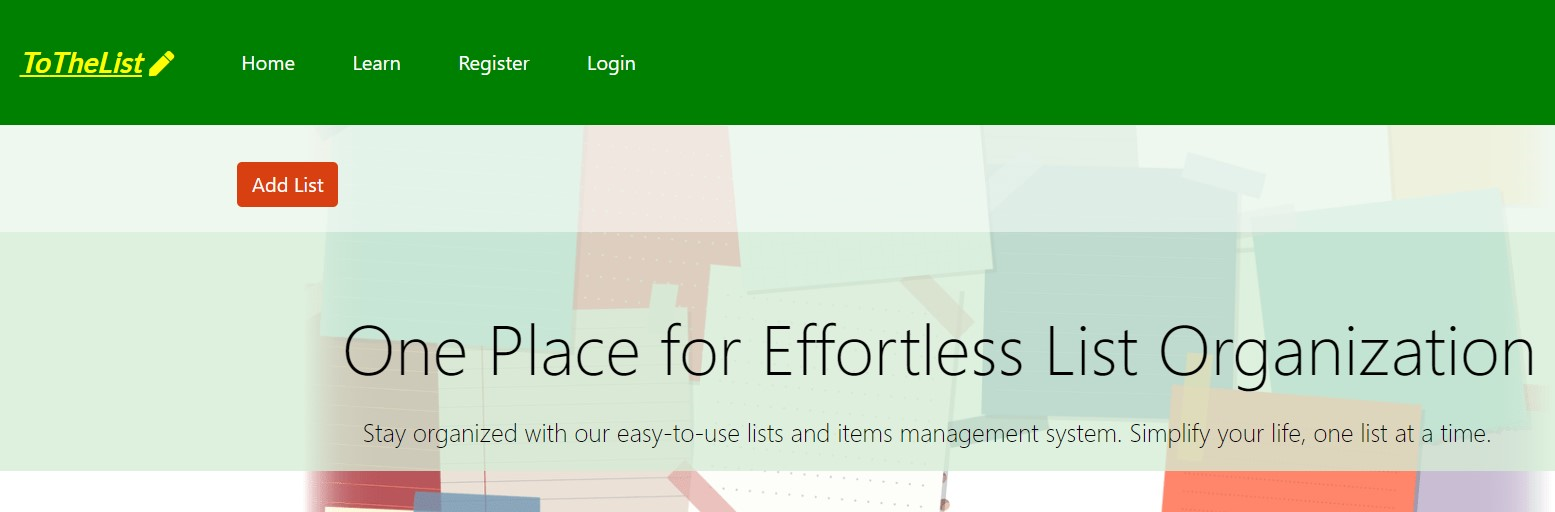 ToTheList Home Learn Register Login
Add List
One Place for Effortless List Organization
Stay organized with our easy-to-use lists and items management system. Simplify your life, one list at a time.